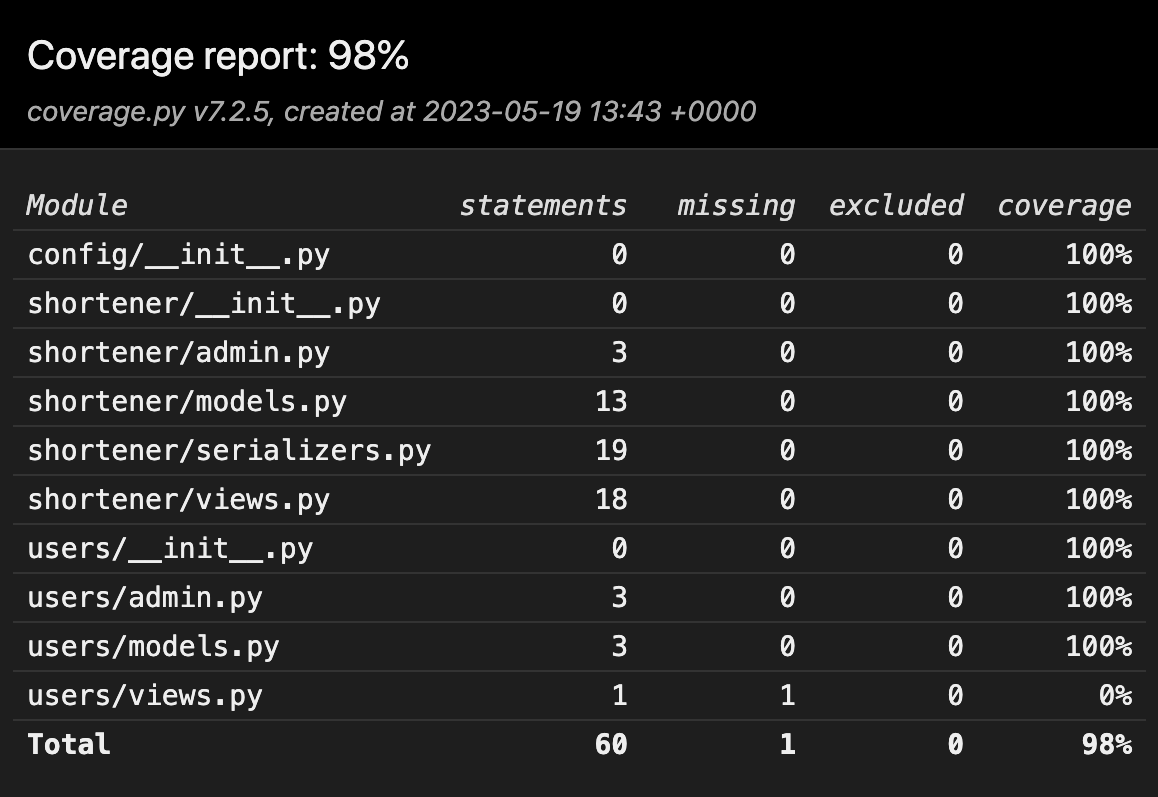 Coverage report: 98%
coverage.py v7.2.5, created at 2023-05-19 13:43 +0000
Module statements missing excluded coverage
config/__init__.py 0 0 0 100%
shortener/__init__.py 0 0 0 100%
shortener/admin.py 3 0 0 100%
shortener/models.py 13 0 0 100%
shortener/serializers.py 19 0 0 100%
shortener/views.py 18 0 0 100%
users/__init__.py 0 0 0 100%
users/admin.py 3 0 0 100%
users/models.py 3 0 0 100%
users/views.py 1 1 0 0%
Total 60 1 0 98%